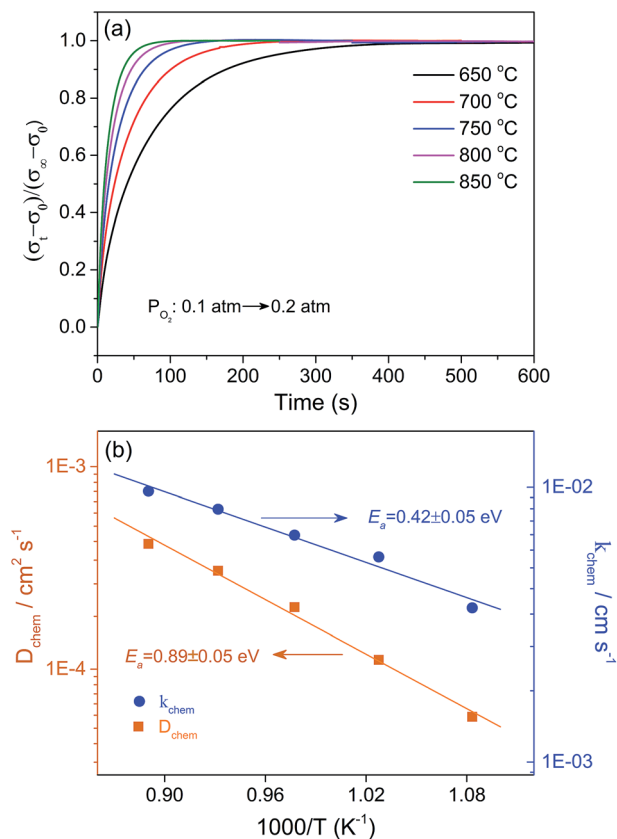 (a)
1.0
0.8
0.6
0.4
0.2
0.0
(σt−σ0)/(σ∞−σ0)
650 °C
700 °C
750 °C
800 °C
850 °C
PO2: 0.1 atm→0.2 atm
0 100 200 300 400 500 600
Time (s)
(b)
1E-3
1E-4
Dchem / cm² s⁻¹
1E-02
1E-03
kchem / cm s⁻¹
Ea=0.42±0.05 eV
Ea=0.89±0.05 eV
kchem
Dchem
0.90 0.96 1.02 1.08
1000/T (K⁻¹)